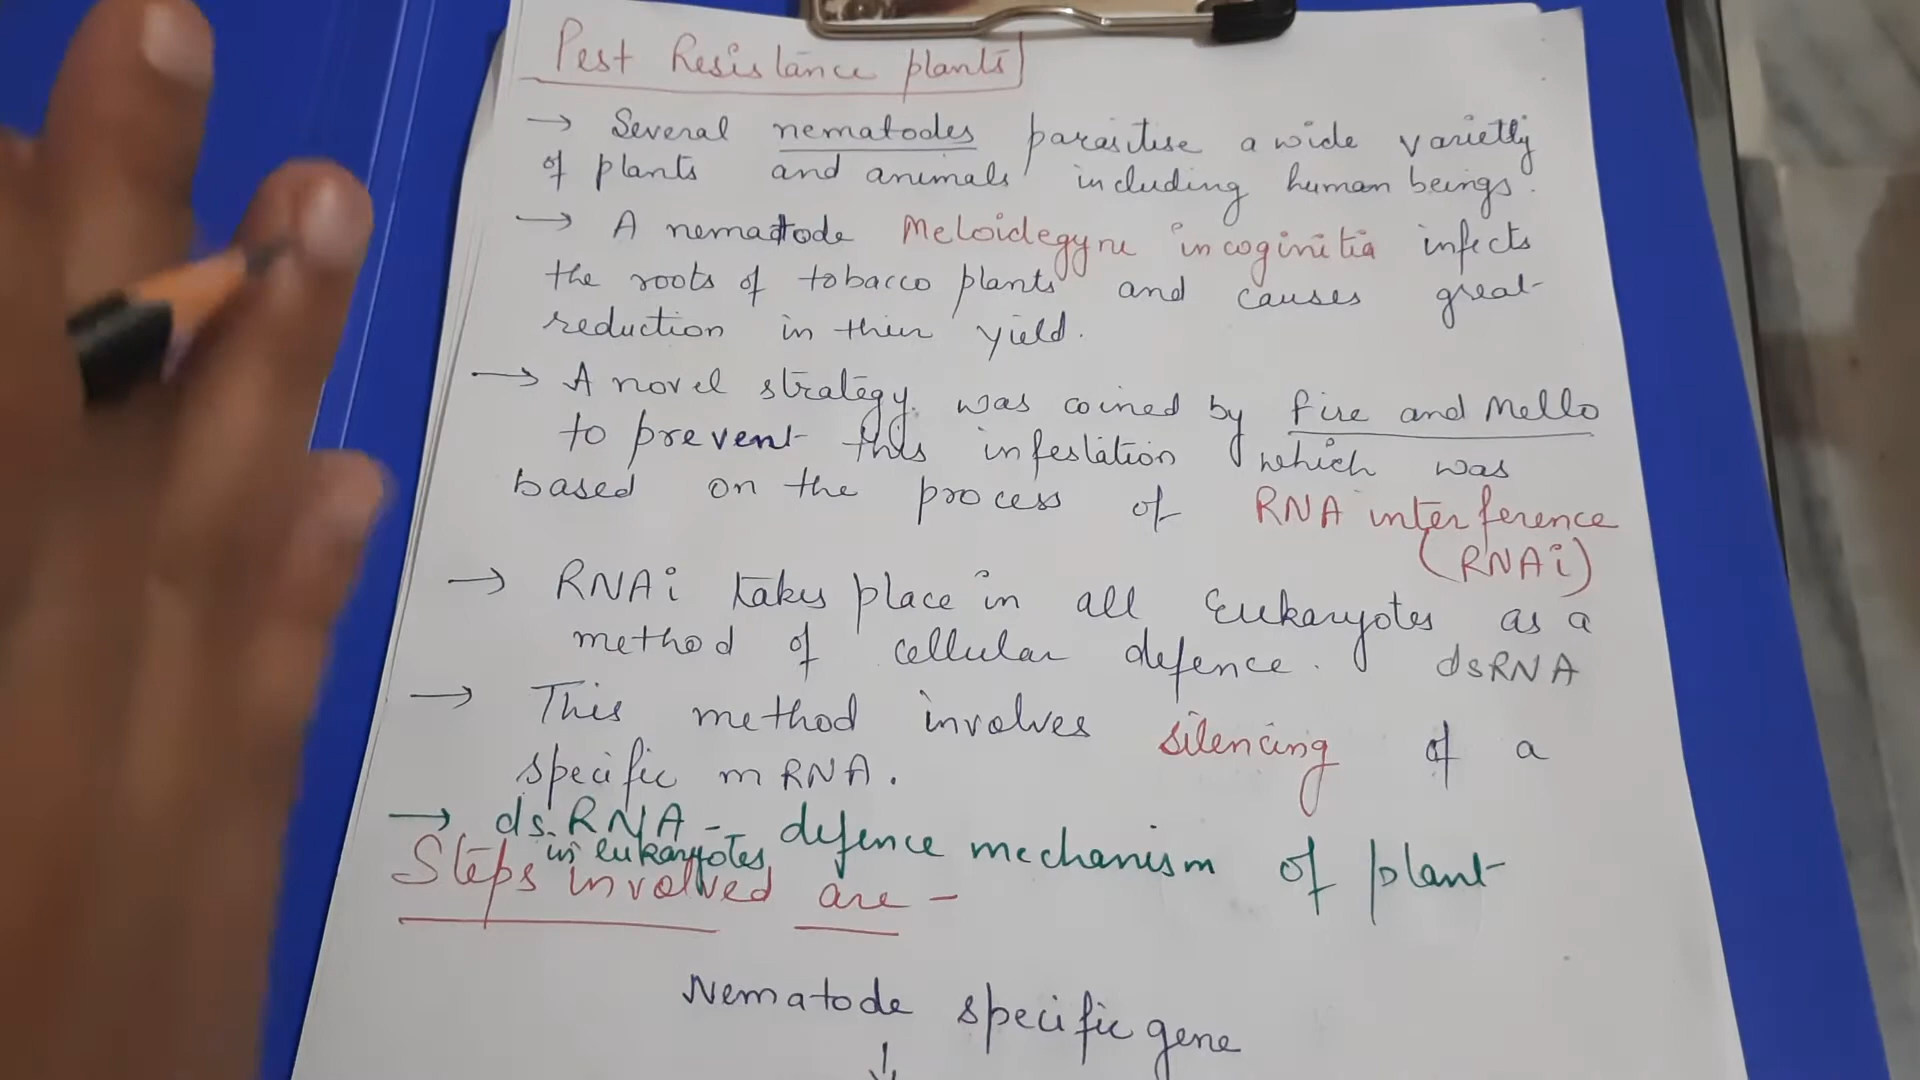 Pest Resistance plants
→ Several nematodes parasitise a wide varietly
of plants and animals including human beings.
→ A nematode Meloidegyne incoginitia infects
the roots of tobacco plants and causes great
reduction in their yield.
→ A novel strategy was coined by fire and Mello
to prevent this infestation which was
based on the process of RNA interference
(RNAi)
→ RNAi takes place in all Eukaryotes as a
method of cellular defence. dsRNA
→ This method involves silencing of a
specific mRNA.
→ ds.RNA - defence mechanism of plant
in eukaryotes
Steps involved are -
Nematode specific gene
↓